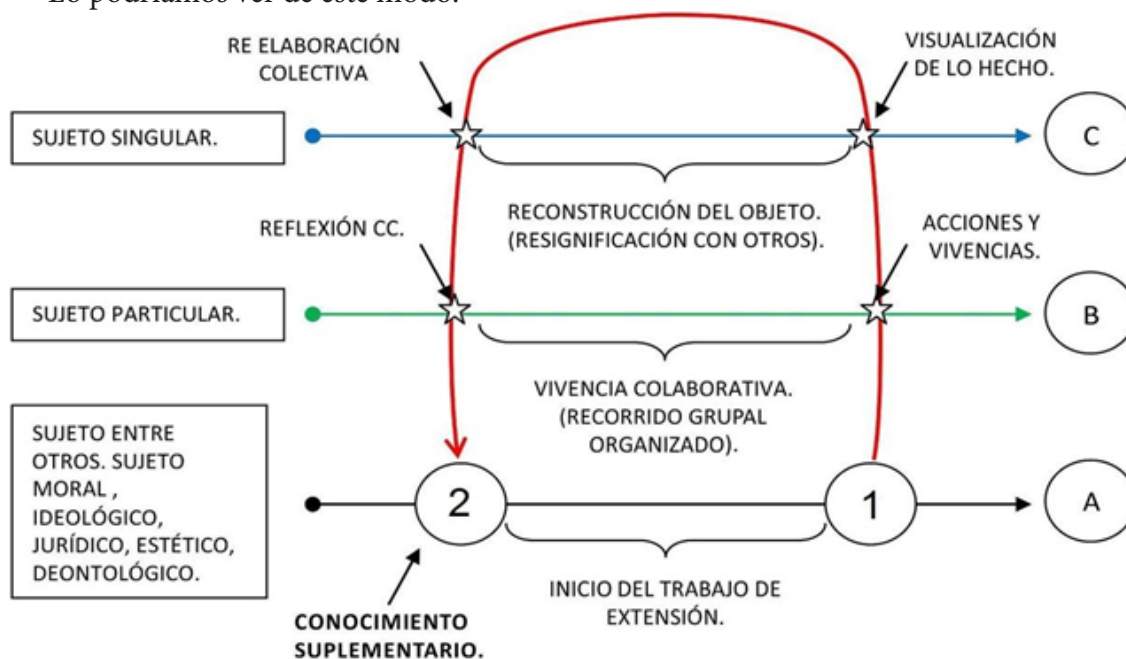 Lo podríamos ver de este modo:
RE ELABORACIÓN
COLECTIVA
VISUALIZACIÓN
DE LO HECHO.
SUJETO SINGULAR.
C
RECONSTRUCCIÓN DEL OBJETO.
(RESIGNIFICACIÓN CON OTROS).
REFLEXIÓN CC.
ACCIONES Y
VIVENCIAS.
SUJETO PARTICULAR.
B
VIVENCIA COLABORATIVA.
(RECORRIDO GRUPAL
ORGANIZADO).
SUJETO ENTRE
OTROS. SUJETO
MORAL ,
IDEOLÓGICO,
JURÍDICO, ESTÉTICO,
DEONTOLÓGICO.
2
1
A
INICIO DEL TRABAJO DE
EXTENSIÓN.
CONOCIMIENTO
SUPLEMENTARIO.